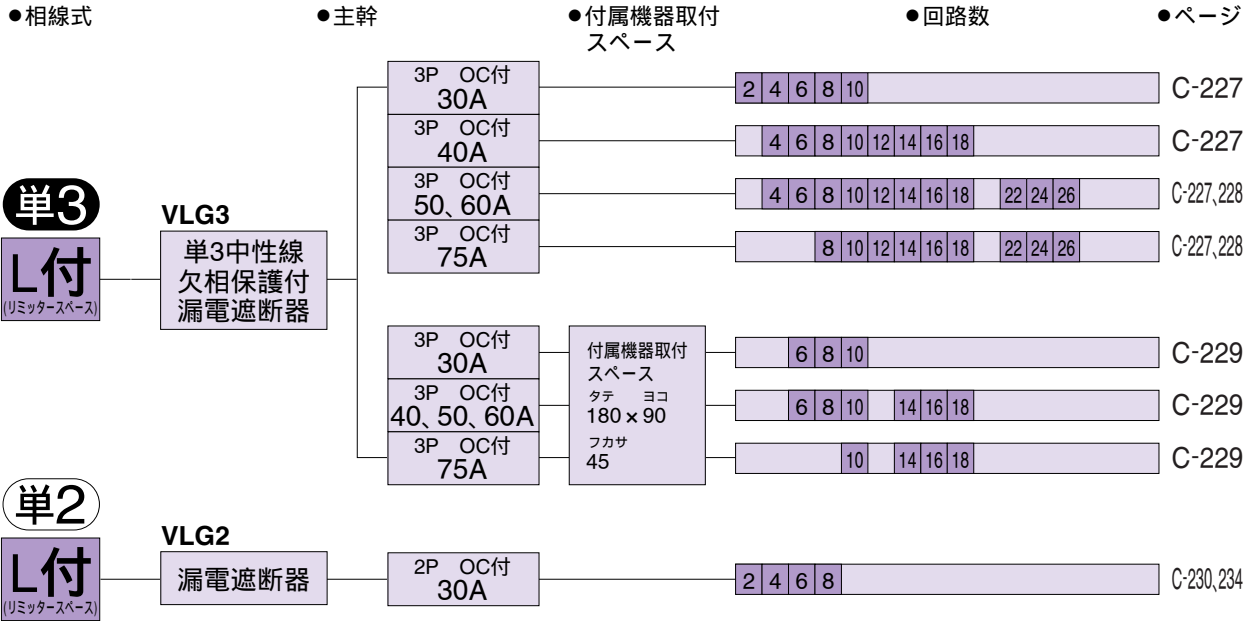 ●相線式 ●主幹 ●付属機器取付 ●回路数 ●ページ
スペース
3P OC付
30A
2 4 6 8 10
C-227
3P OC付
40A
4 6 8 10 12 14 16 18
C-227
単3
L付
(リミッタースペース)
VLG3
単3中性線
欠相保護付
漏電遮断器
3P OC付
50、60A
4 6 8 10 12 14 16 18 22 24 26
C-227、228
3P OC付
75A
8 10 12 14 16 18 22 24 26
C-227、228
3P OC付
30A
付属機器取付
スペース
タテ ヨコ
180×90
フカサ
45
6 8 10
C-229
3P OC付
40、50、60A
6 8 10 14 16 18
C-229
3P OC付
75A
10 14 16 18
C-229
単2
L付
(リミッタースペース)
VLG2
漏電遮断器
2P OC付
30A
2 4 6 8
C-230、234